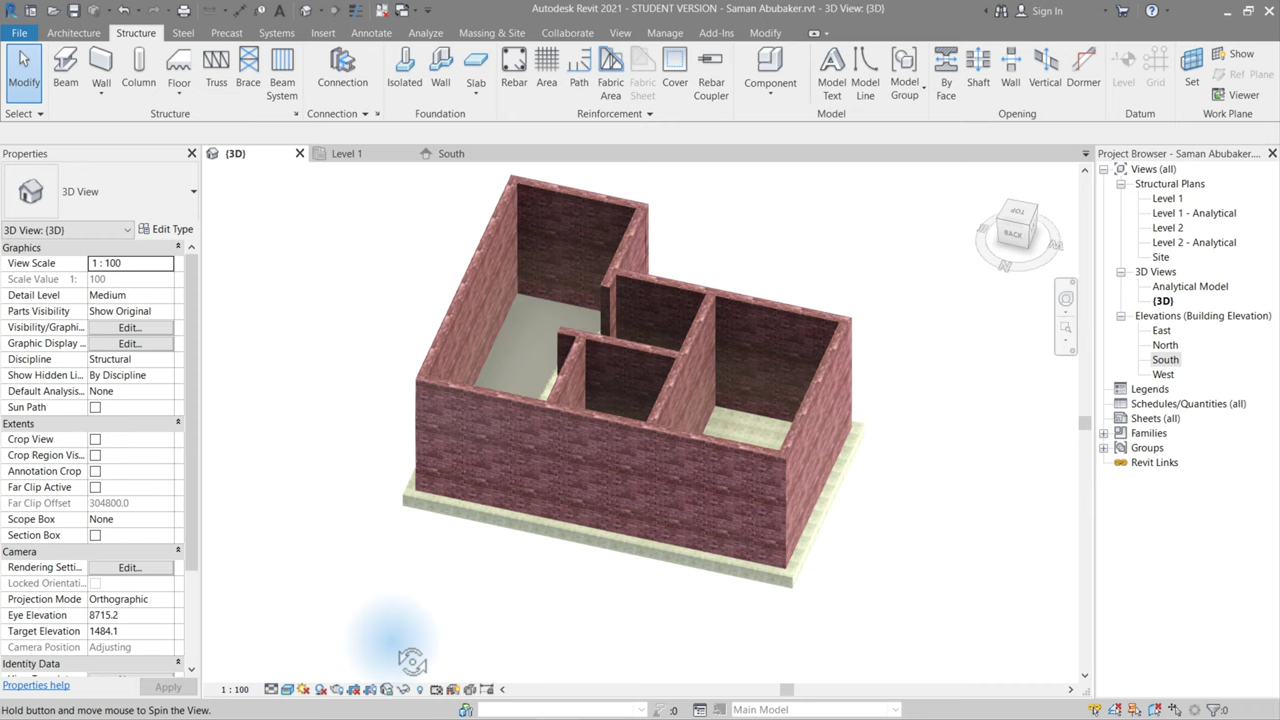 Autodesk Revit 2021 - STUDENT VERSION - Saman Abubaker.rvt - 3D View: {3D}
Sign In
File Architecture Structure Steel Precast Systems Insert Annotate Analyze Massing & Site Collaborate View Manage Add-Ins Modify
Modify Beam Wall Column Floor Truss Brace Beam System Connection Isolated Wall Slab Rebar Area Path Fabric Area Fabric Sheet Cover Rebar Coupler Component Model Text Model Line Model Group By Face Shaft Wall Vertical Dormer Level Grid Set Show Ref Plane Viewer
Select Structure Connection Foundation Reinforcement Model Opening Datum Work Plane
Properties
{3D} Level 1 South
Project Browser - Saman Abubaker....
3D View
3D View: {3D} Edit Type
Graphics
View Scale 1 : 100
Scale Value 1: 100
Detail Level Medium
Parts Visibility Show Original
Visibility/Graphi... Edit...
Graphic Display ... Edit...
Discipline Structural
Show Hidden Li... By Discipline
Default Analysis... None
Sun Path
Extents
Crop View
Crop Region Vis...
Annotation Crop
Far Clip Active
Far Clip Offset 304800.0
Scope Box None
Section Box
Camera
Rendering Setti... Edit...
Locked Orientati...
Projection Mode Orthographic
Eye Elevation 8715.2
Target Elevation 1484.1
Camera Position Adjusting
Identity Data
Properties help Apply
TOP
BACK
N
Views (all)
Structural Plans
Level 1
Level 1 - Analytical
Level 2
Level 2 - Analytical
Site
3D Views
Analytical Model
{3D}
Elevations (Building Elevation)
East
North
South
West
Legends
Schedules/Quantities (all)
Sheets (all)
Families
Groups
Revit Links
1 : 100
Hold button and move mouse to Spin the View.
:0 Main Model :0